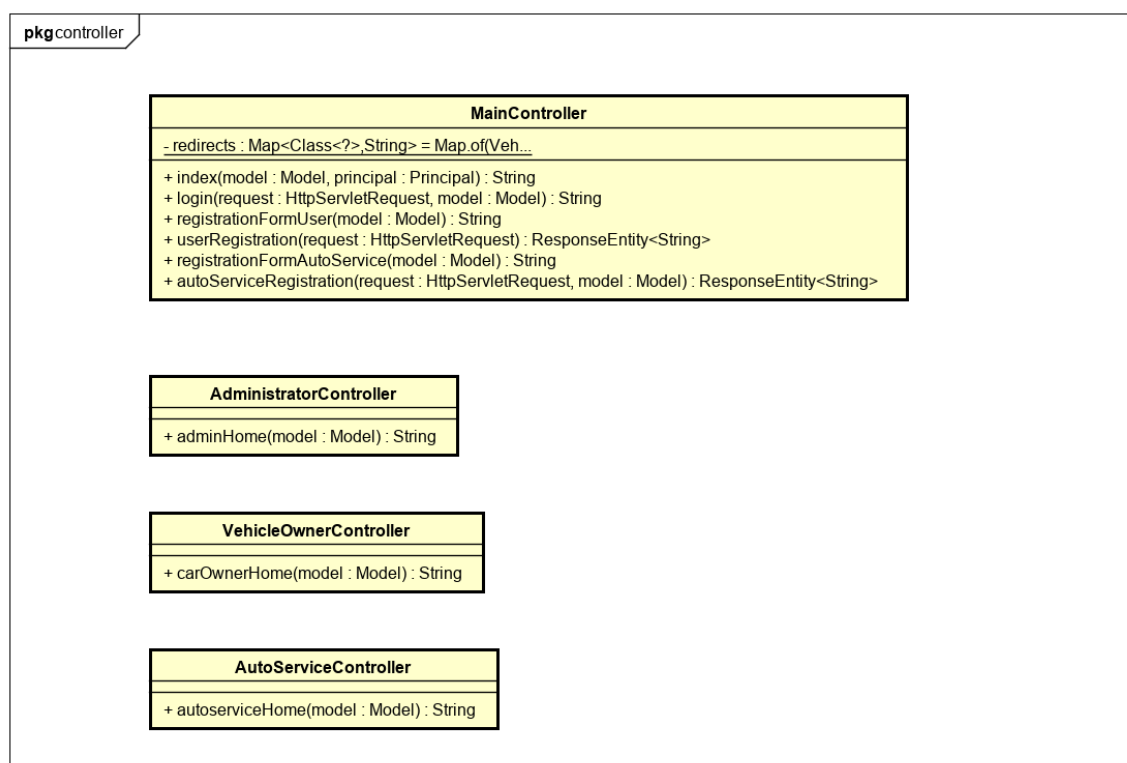 pkg controller
MainController
- redirects : Map<Class<?>,String> = Map.of(Veh...
+ index(model : Model, principal : Principal) : String
+ login(request : HttpServletRequest, model : Model) : String
+ registrationFormUser(model : Model) : String
+ userRegistration(request : HttpServletRequest) : ResponseEntity<String>
+ registrationFormAutoService(model : Model) : String
+ autoServiceRegistration(request : HttpServletRequest, model : Model) : ResponseEntity<String>
AdministratorController
+ adminHome(model : Model) : String
VehicleOwnerController
+ carOwnerHome(model : Model) : String
AutoServiceController
+ autoserviceHome(model : Model) : String